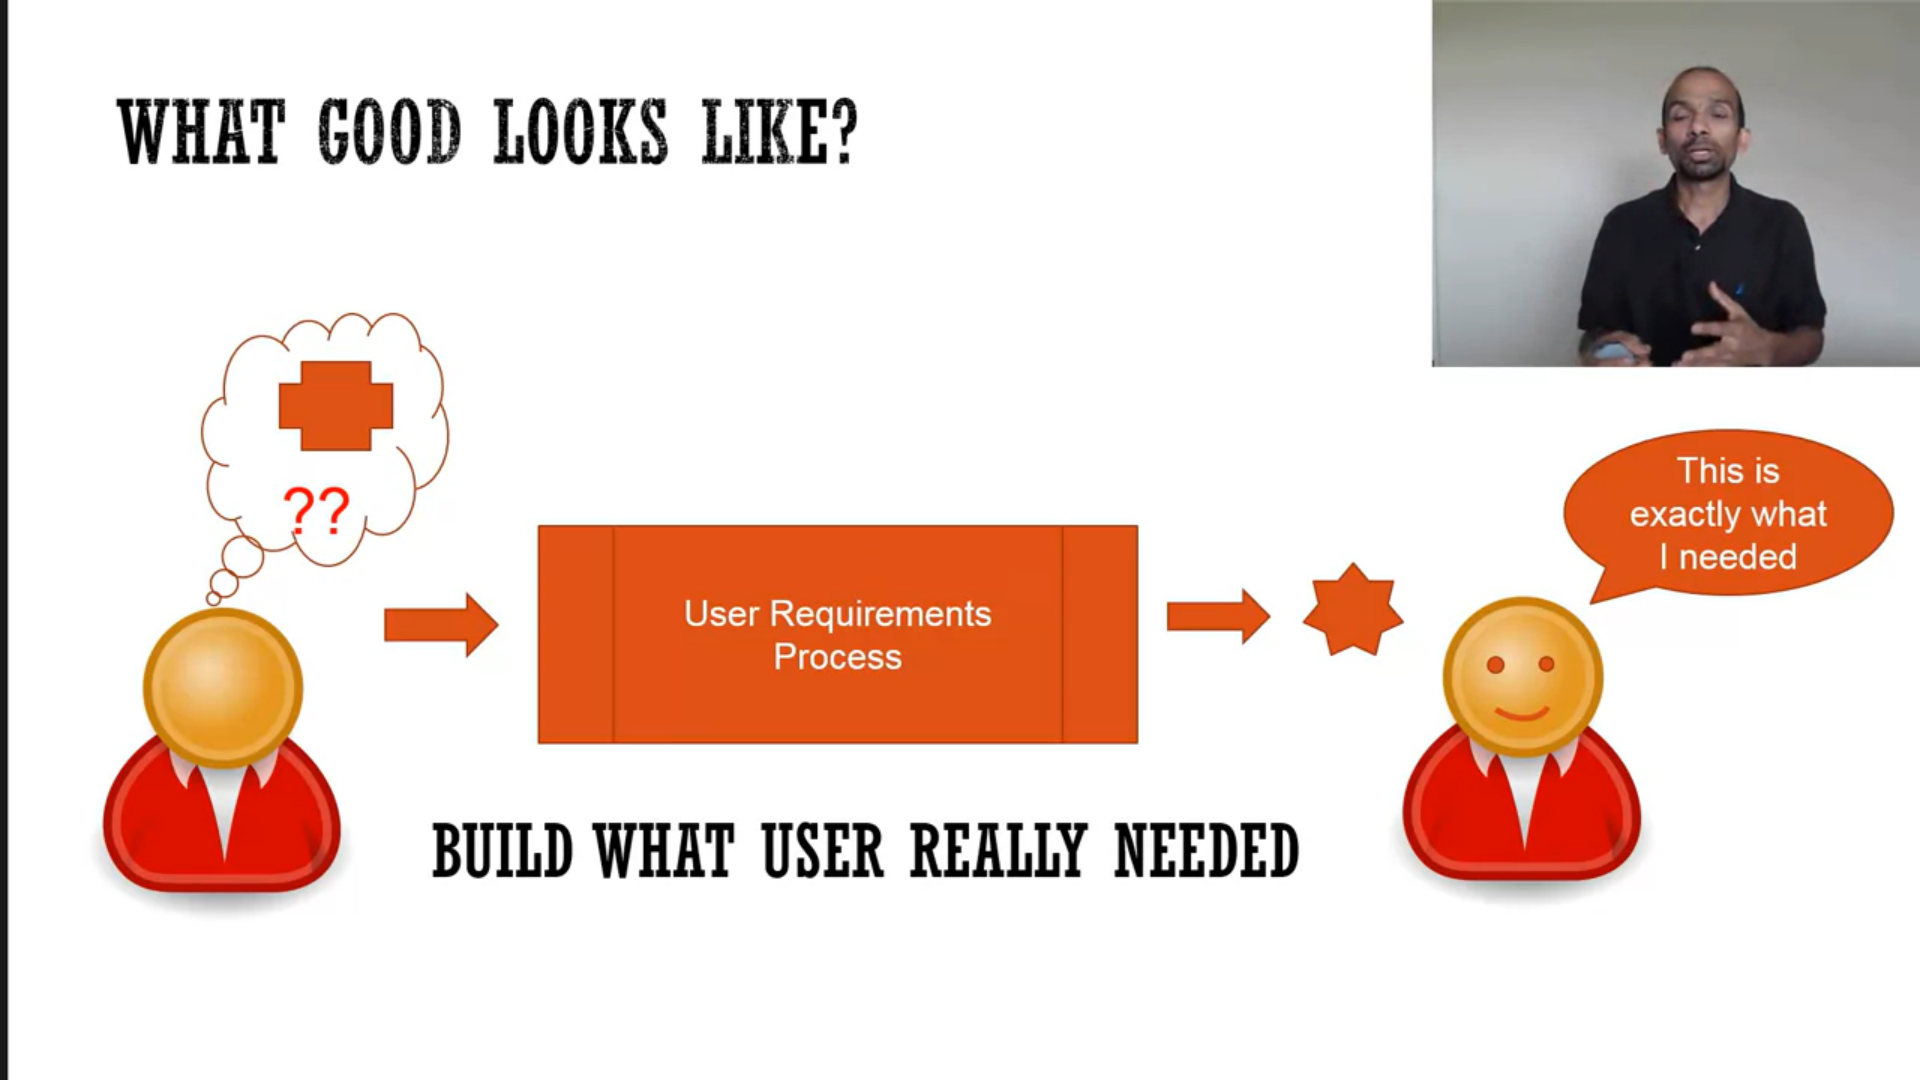 WHAT GOOD LOOKS LIKE?
??
This is
exactly what
I needed
User Requirements
Process
BUILD WHAT USER REALLY NEEDED